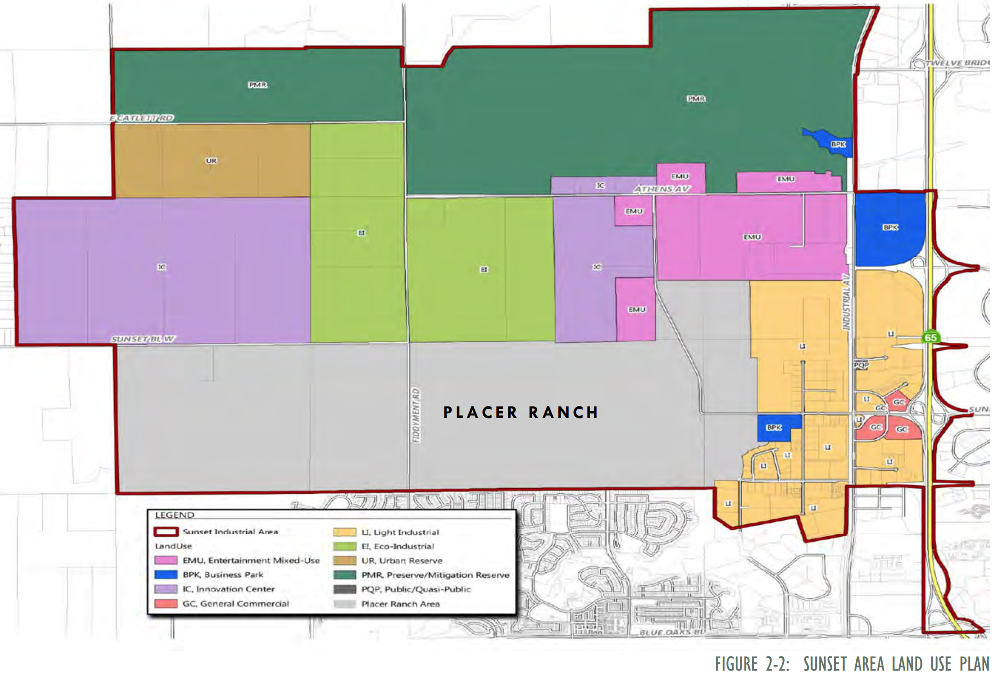 TWELVE BRIDG
PMR
PMR
E CATLETT RD
BPK
UR
EMU
EMU
IC
ATHENS AV
EMU
BPK
EI
EMU
IC
IC
EI
INDUSTRIAL AV
EMU
LI
65
SUNSET BL W
LI
PQP
LI
GC
GC
SUN
FIDDYMENT RD
PLACER RANCH
LI
BPK
GC
GC
LI
LI
LI
LI
LI
LI
LEGEND
Sunset Industrial Area
LandUse
EMU, Entertainment Mixed-Use
BPK, Business Park
IC, Innovation Center
GC, General Commercial
LI, Light Industrial
EI, Eco-Industrial
UR, Urban Reserve
PMR, Preserve/Mitigation Reserve
PQP, Public/Quasi-Public
Placer Ranch Area
BLUE OAKS BL
FIGURE 2-2: SUNSET AREA LAND USE PLAN